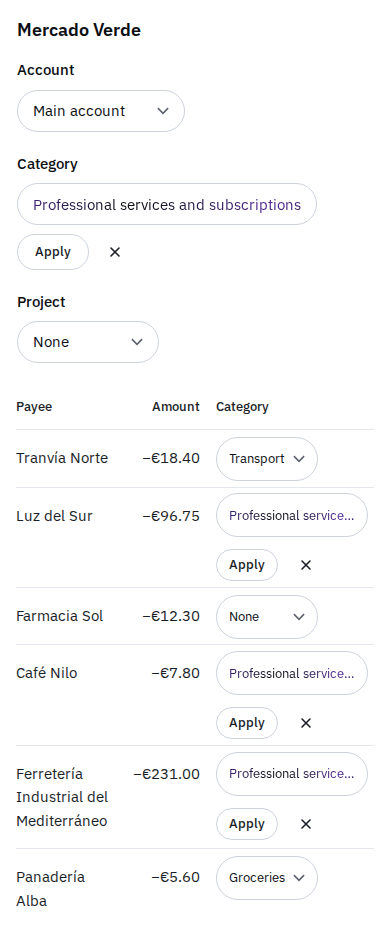 Mercado Verde
Account
Main account
Category
Professional services and subscriptions
Apply
Project
None
Payee Amount Category
Tranvía Norte −€18.40 Transport
Luz del Sur −€96.75 Professional service…
Apply
Farmacia Sol −€12.30 None
Café Nilo −€7.80 Professional service…
Apply
Ferretería −€231.00 Professional service…
Industrial del
Mediterráneo Apply
Panadería −€5.60 Groceries
Alba